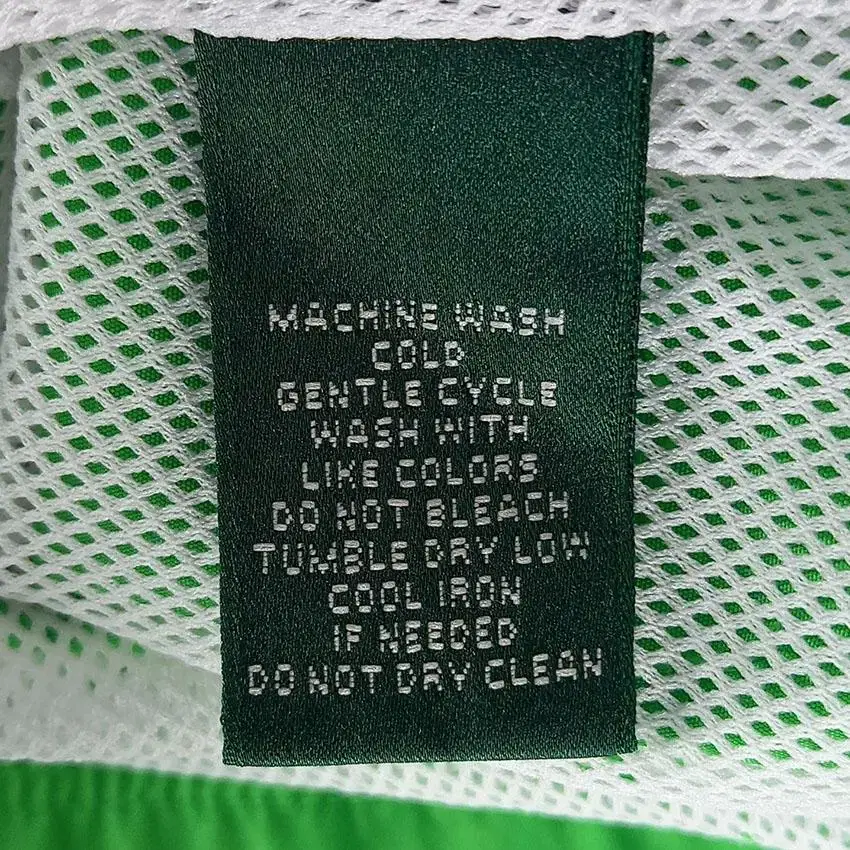 MACHINE WASH
COLD
GENTLE CYCLE
WASH WITH
LIKE COLORS
DO NOT BLEACH
TUMBLE DRY LOW
COOL IRON
IF NEEDED
DO NOT DRY CLEAN